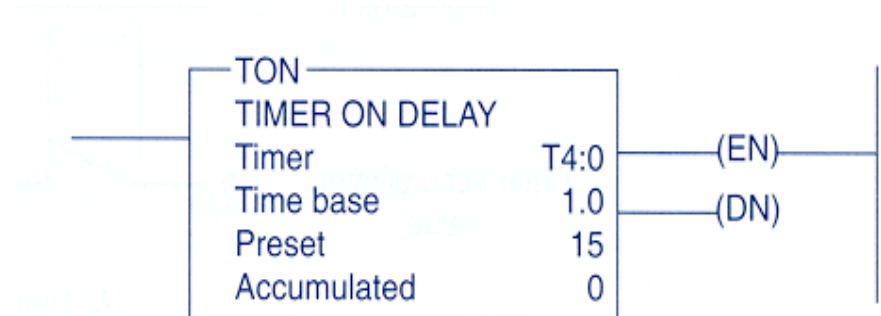 TON
TIMER ON DELAY
Timer T4:0 (EN)
Time base 1.0 (DN)
Preset 15
Accumulated 0